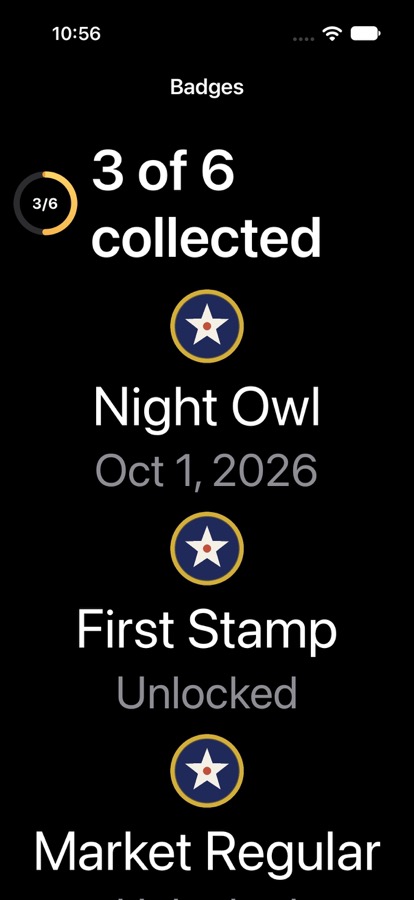 10:56
Badges
3/6
3 of 6
collected
Night Owl
Oct 1, 2026
First Stamp
Unlocked
Market Regular